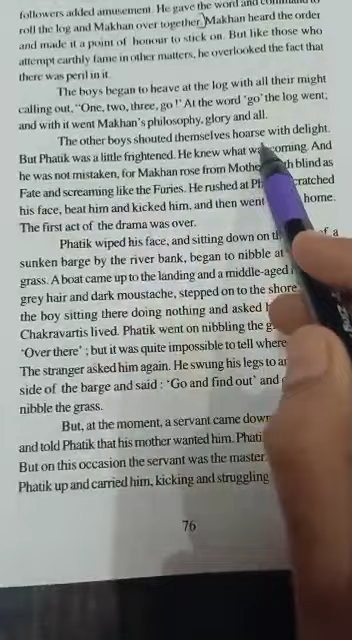 followers added amusement. He gave the word and command to
roll the log and Makhan over together. Makhan heard the order
and made it a point of honour to stick on. But like those who
attempt earthly fame in other matters, he overlooked the fact that
there was peril in it.
The boys began to heave at the log with all their might
calling out, "One, two, three, go !' At the word 'go' the log went;
and with it went Makhan's philosophy, glory and all.
The other boys shouted themselves hoarse with delight.
But Phatik was a little frightened. He knew what was coming. And
he was not mistaken, for Makhan rose from Mother blind as
Fate and screaming like the Furies. He rushed at scratched
his face, beat him and kicked him, and then went home.
The first act of the drama was over.
Phatik wiped his face, and sitting down on of a
sunken barge by the river bank, began to nibble at
grass. A boat came up to the landing and a middle-aged
grey hair and dark moustache, stepped on to the shore.
the boy sitting there doing nothing and asked
Chakravartis lived. Phatik went on nibbling the
'Over there' ; but it was quite impossible to tell where
The stranger asked him again. He swung his legs to
side of the barge and said : 'Go and find out' and
nibble the grass.
But, at the moment, a servant came down
and told Phatik that his mother wanted him.
But on this occasion the servant was the master.
Phatik up and carried him, kicking and struggling
76